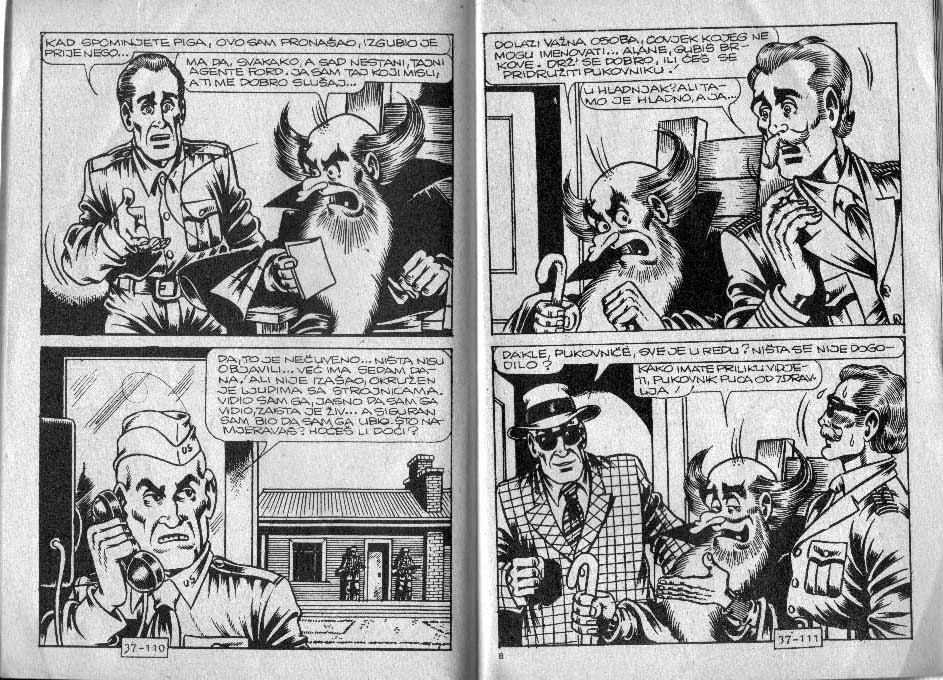 KAD SPOMINJETE PIGA, OVO SAM PRONAŠAO, IZGUBIO JE
PRIJE NEGO...
MA DA, SVAKAKO, A SAD NESTANI, TAJNI
AGENTE FORD. JA SAM TAJ KOJI MISLI,
A TI ME DOBRO SLUŠAJ...
DA, TO JE NEČUVENO... NIŠTA NISU
OBJAVILI... VEĆ IMA SEDAM DA-
NA, ALI NIJE IZAŠAO, OKRUŽEN
JE LJUDIMA SA STROJNICAMA.
VIDIO SAM GA, JASNO DA SAM GA
VIDIO, ZAISTA JE ŽIV... A SIGURAN
SAM BIO DA SAM GA UBIO. ŠTO NA-
MJERAVAŠ? HOĆEŠ LI DOĆI?
US
US
37-110
DOLAZI VAŽNA OSOBA, ČOVJEK KOJEG NE
MOGU IMENOVATI... ALANE, GUBIŠ BR-
KOVE. DRŽ' SE DOBRO, ILI ĆEŠ SE
PRIDRUŽITI PUKOVNIKU!
U HLADNJAK? ALI TA-
MO JE HLADNO, A JA...
DAKLE, PUKOVNIČE, SVE JE U REDU? NIŠTA SE NIJE DOGO-
DILO?
KAKO IMATE PRILIKU VIDJE-
TI, PUKOVNIK PUCA OD ZDRAV-
LJA!
37-111
8